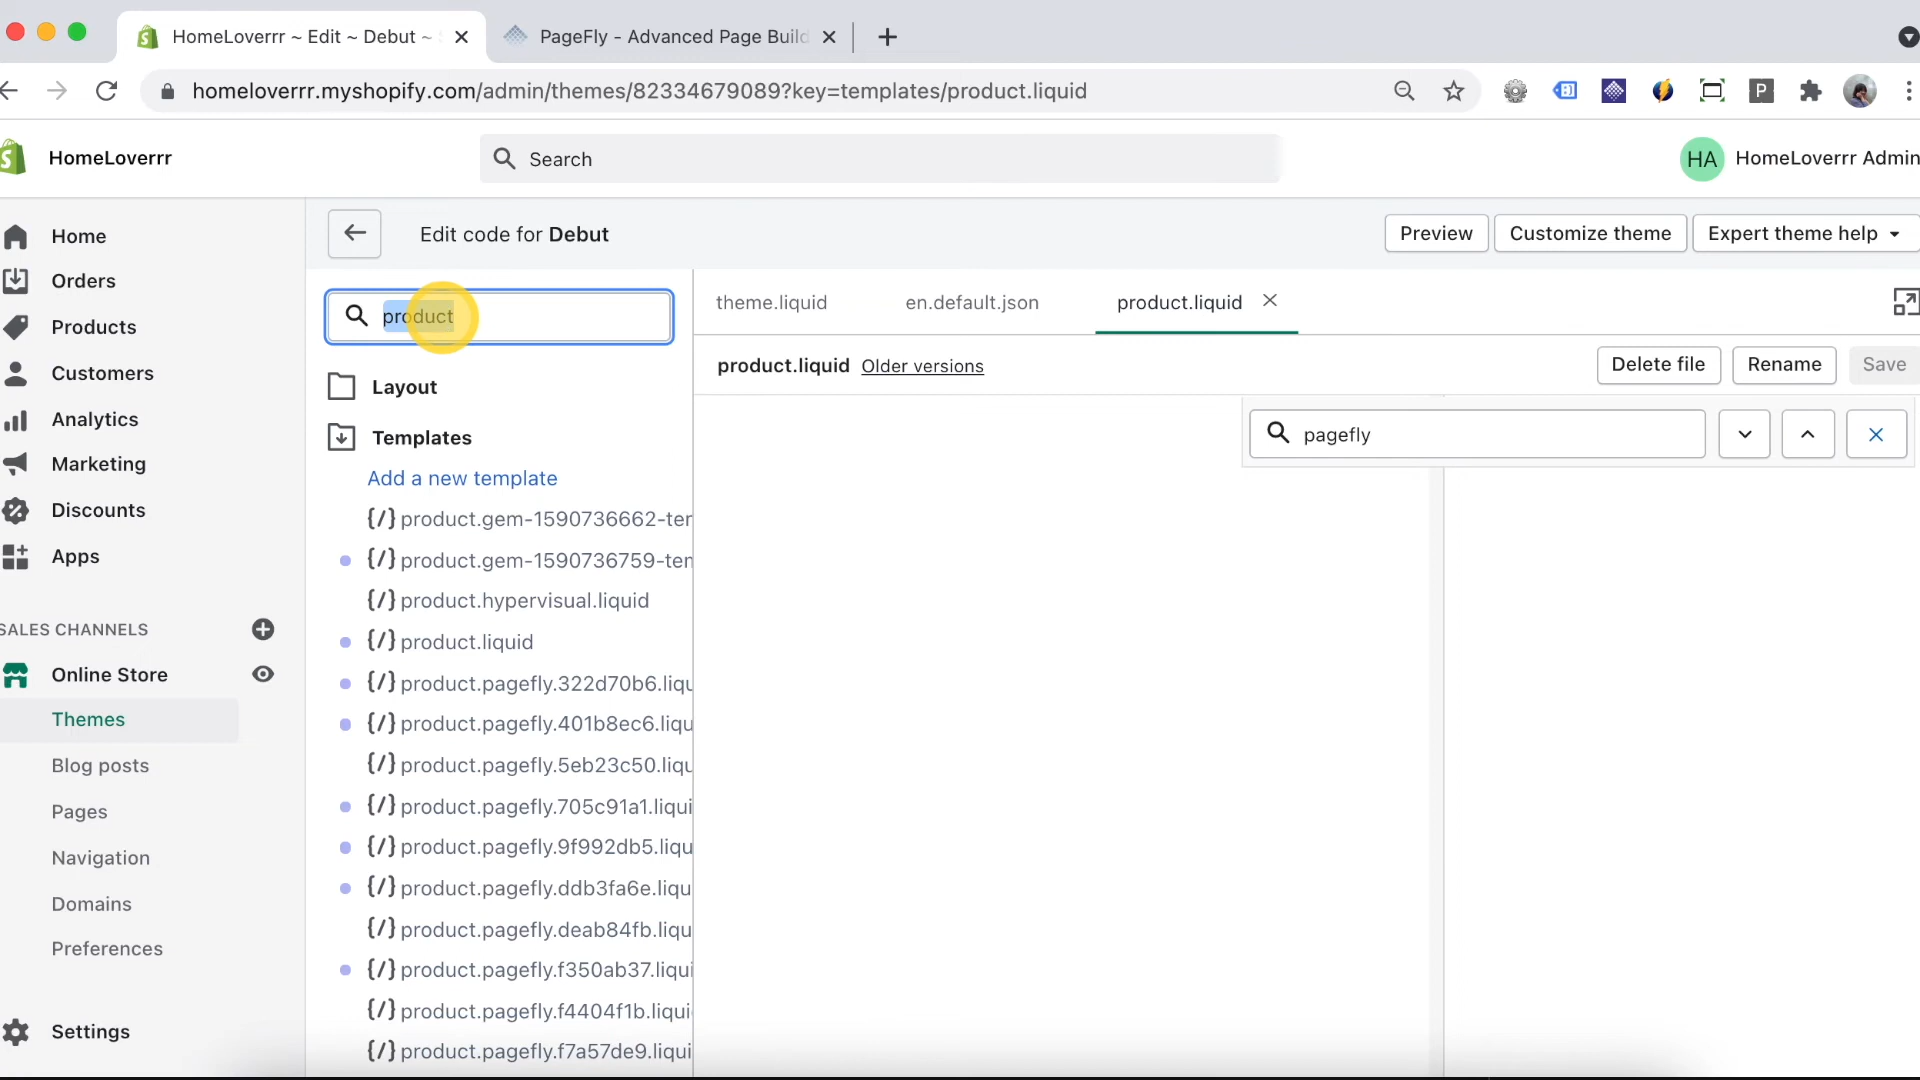 HomeLoverrr ~ Edit ~ Debut ~
PageFly - Advanced Page Build
homeloverrr.myshopify.com/admin/themes/82334679089?key=templates/product.liquid
P
HomeLoverrr
Search
HA
HomeLoverrr Admin
Home
Orders
Products
Customers
Analytics
Marketing
Discounts
Apps
SALES CHANNELS
Online Store
Themes
Blog posts
Pages
Navigation
Domains
Preferences
Settings
Edit code for Debut
Preview
Customize theme
Expert theme help
product
Layout
Templates
Add a new template
{/} product.gem-1590736662-tem
{/} product.gem-1590736759-tem
{/} product.hypervisual.liquid
{/} product.liquid
{/} product.pagefly.322d70b6.liqu
{/} product.pagefly.401b8ec6.liqu
{/} product.pagefly.5eb23c50.liqu
{/} product.pagefly.705c91a1.liqui
{/} product.pagefly.9f992db5.liqu
{/} product.pagefly.ddb3fa6e.liqu
{/} product.pagefly.deab84fb.liqu
{/} product.pagefly.f350ab37.liqui
{/} product.pagefly.f4404f1b.liqui
{/} product.pagefly.f7a57de9.liqui
theme.liquid
en.default.json
product.liquid
product.liquid Older versions
Delete file
Rename
Save
pagefly